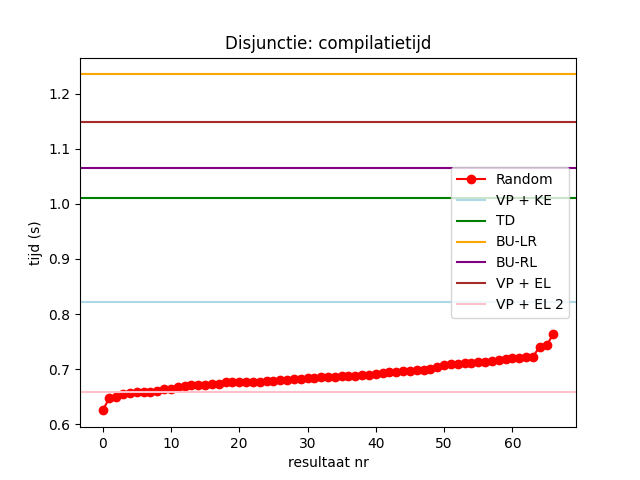 Disjunctie: compilatietijd
tijd (s)
1.2
1.1
1.0
0.9
0.8
0.7
0.6
Random
VP + KE
TD
BU-LR
BU-RL
VP + EL
VP + EL 2
0 10 20 30 40 50 60
resultaat nr